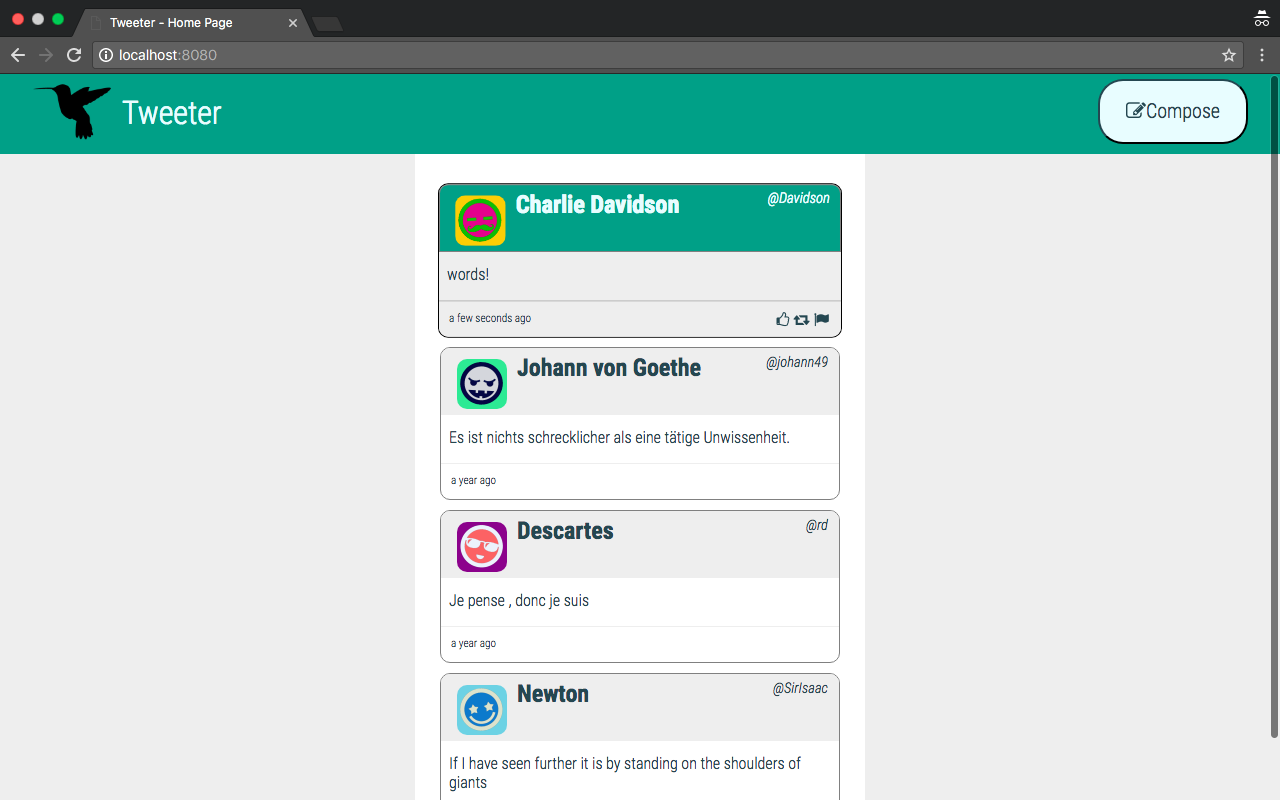 Tweeter - Home Page
localhost:8080
Tweeter
Compose
Charlie Davidson
@Davidson
words!
a few seconds ago
Johann von Goethe
@johann49
Es ist nichts schrecklicher als eine tätige Unwissenheit.
a year ago
Descartes
@rd
Je pense , donc je suis
a year ago
Newton
@SirIsaac
If I have seen further it is by standing on the shoulders of
giants